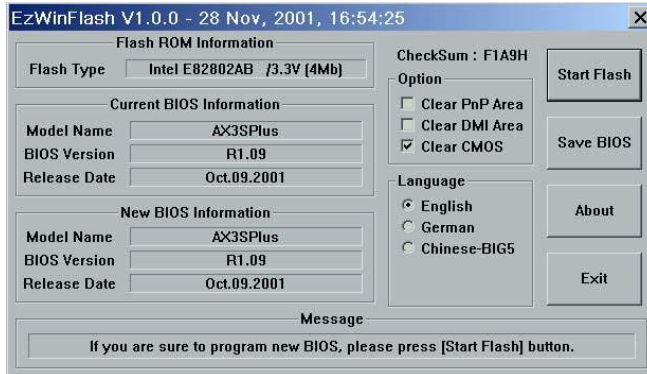 EzWinFlash V1.0.0 - 28 Nov, 2001, 16:54:25
Flash ROM Information
Flash Type Intel E82802AB /3.3V (4Mb)
Current BIOS Information
Model Name AX3SPlus
BIOS Version R1.09
Release Date Oct.09.2001
New BIOS Information
Model Name AX3SPlus
BIOS Version R1.09
Release Date Oct.09.2001
CheckSum : F1A9H
Option
Clear PnP Area
Clear DMI Area
Clear CMOS
Language
English
German
Chinese-BIG5
Start Flash
Save BIOS
About
Exit
Message
If you are sure to program new BIOS, please press [Start Flash] button.